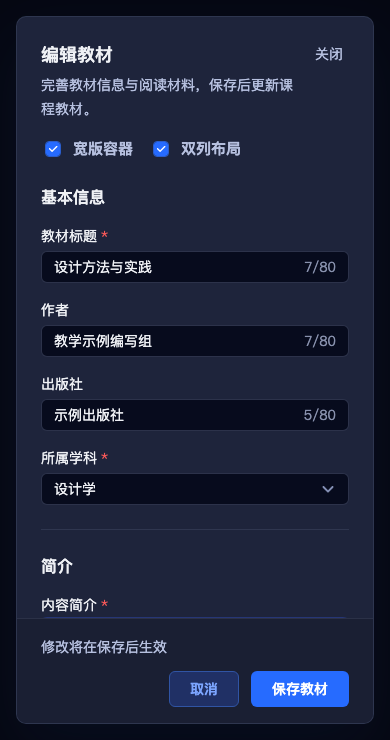 编辑教材
关闭
完善教材信息与阅读材料，保存后更新课
程教材。
宽版容器
双列布局
基本信息
教材标题 *
设计方法与实践 7/80
作者
教学示例编写组 7/80
出版社
示例出版社 5/80
所属学科 *
设计学
简介
内容简介 *
修改将在保存后生效
取消
保存教材